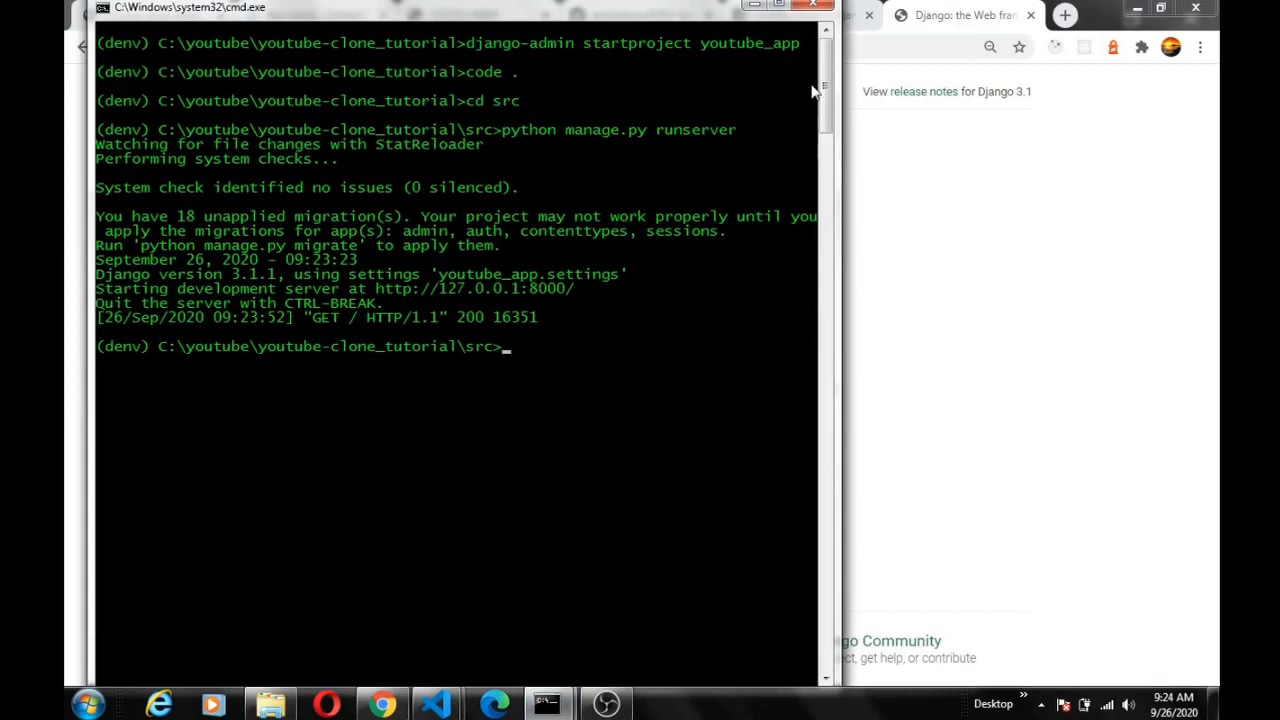 C:\Windows\system32\cmd.exe
Django: the Web fran
(denv) C:\youtube\youtube-clone_tutorial>django-admin startproject youtube_app
(denv) C:\youtube\youtube-clone_tutorial>code .
View release notes for Django 3.1
(denv) C:\youtube\youtube-clone_tutorial>cd src
(denv) C:\youtube\youtube-clone_tutorial\src>python manage.py runserver
Watching for file changes with StatReloader
Performing system checks...
System check identified no issues (0 silenced).
You have 18 unapplied migration(s). Your project may not work properly until you
apply the migrations for app(s): admin, auth, contenttypes, sessions.
Run 'python manage.py migrate' to apply them.
September 26, 2020 - 09:23:23
Django version 3.1.1, using settings 'youtube_app.settings'
Starting development server at http://127.0.0.1:8000/
Quit the server with CTRL-BREAK.
[26/Sep/2020 09:23:52] "GET / HTTP/1.1" 200 16351
(denv) C:\youtube\youtube-clone_tutorial\src>_
go Community
ect, get help, or contribute
Desktop
9:24 AM
9/26/2020